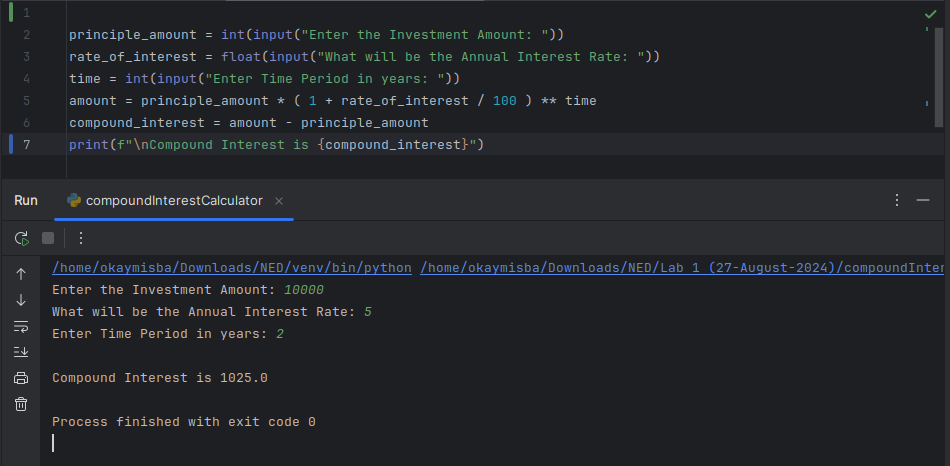 1
2 principle_amount = int(input("Enter the Investment Amount: "))
3 rate_of_interest = float(input("What will be the Annual Interest Rate: "))
4 time = int(input("Enter Time Period in years: "))
5 amount = principle_amount * ( 1 + rate_of_interest / 100 ) ** time
6 compound_interest = amount - principle_amount
7 print(f"\nCompound Interest is {compound_interest}")
Run compoundInterestCalculator
/home/okaymisba/Downloads/NED/venv/bin/python /home/okaymisba/Downloads/NED/Lab 1 (27-August-2024)/compoundInter
Enter the Investment Amount: 10000
What will be the Annual Interest Rate: 5
Enter Time Period in years: 2
Compound Interest is 1025.0
Process finished with exit code 0